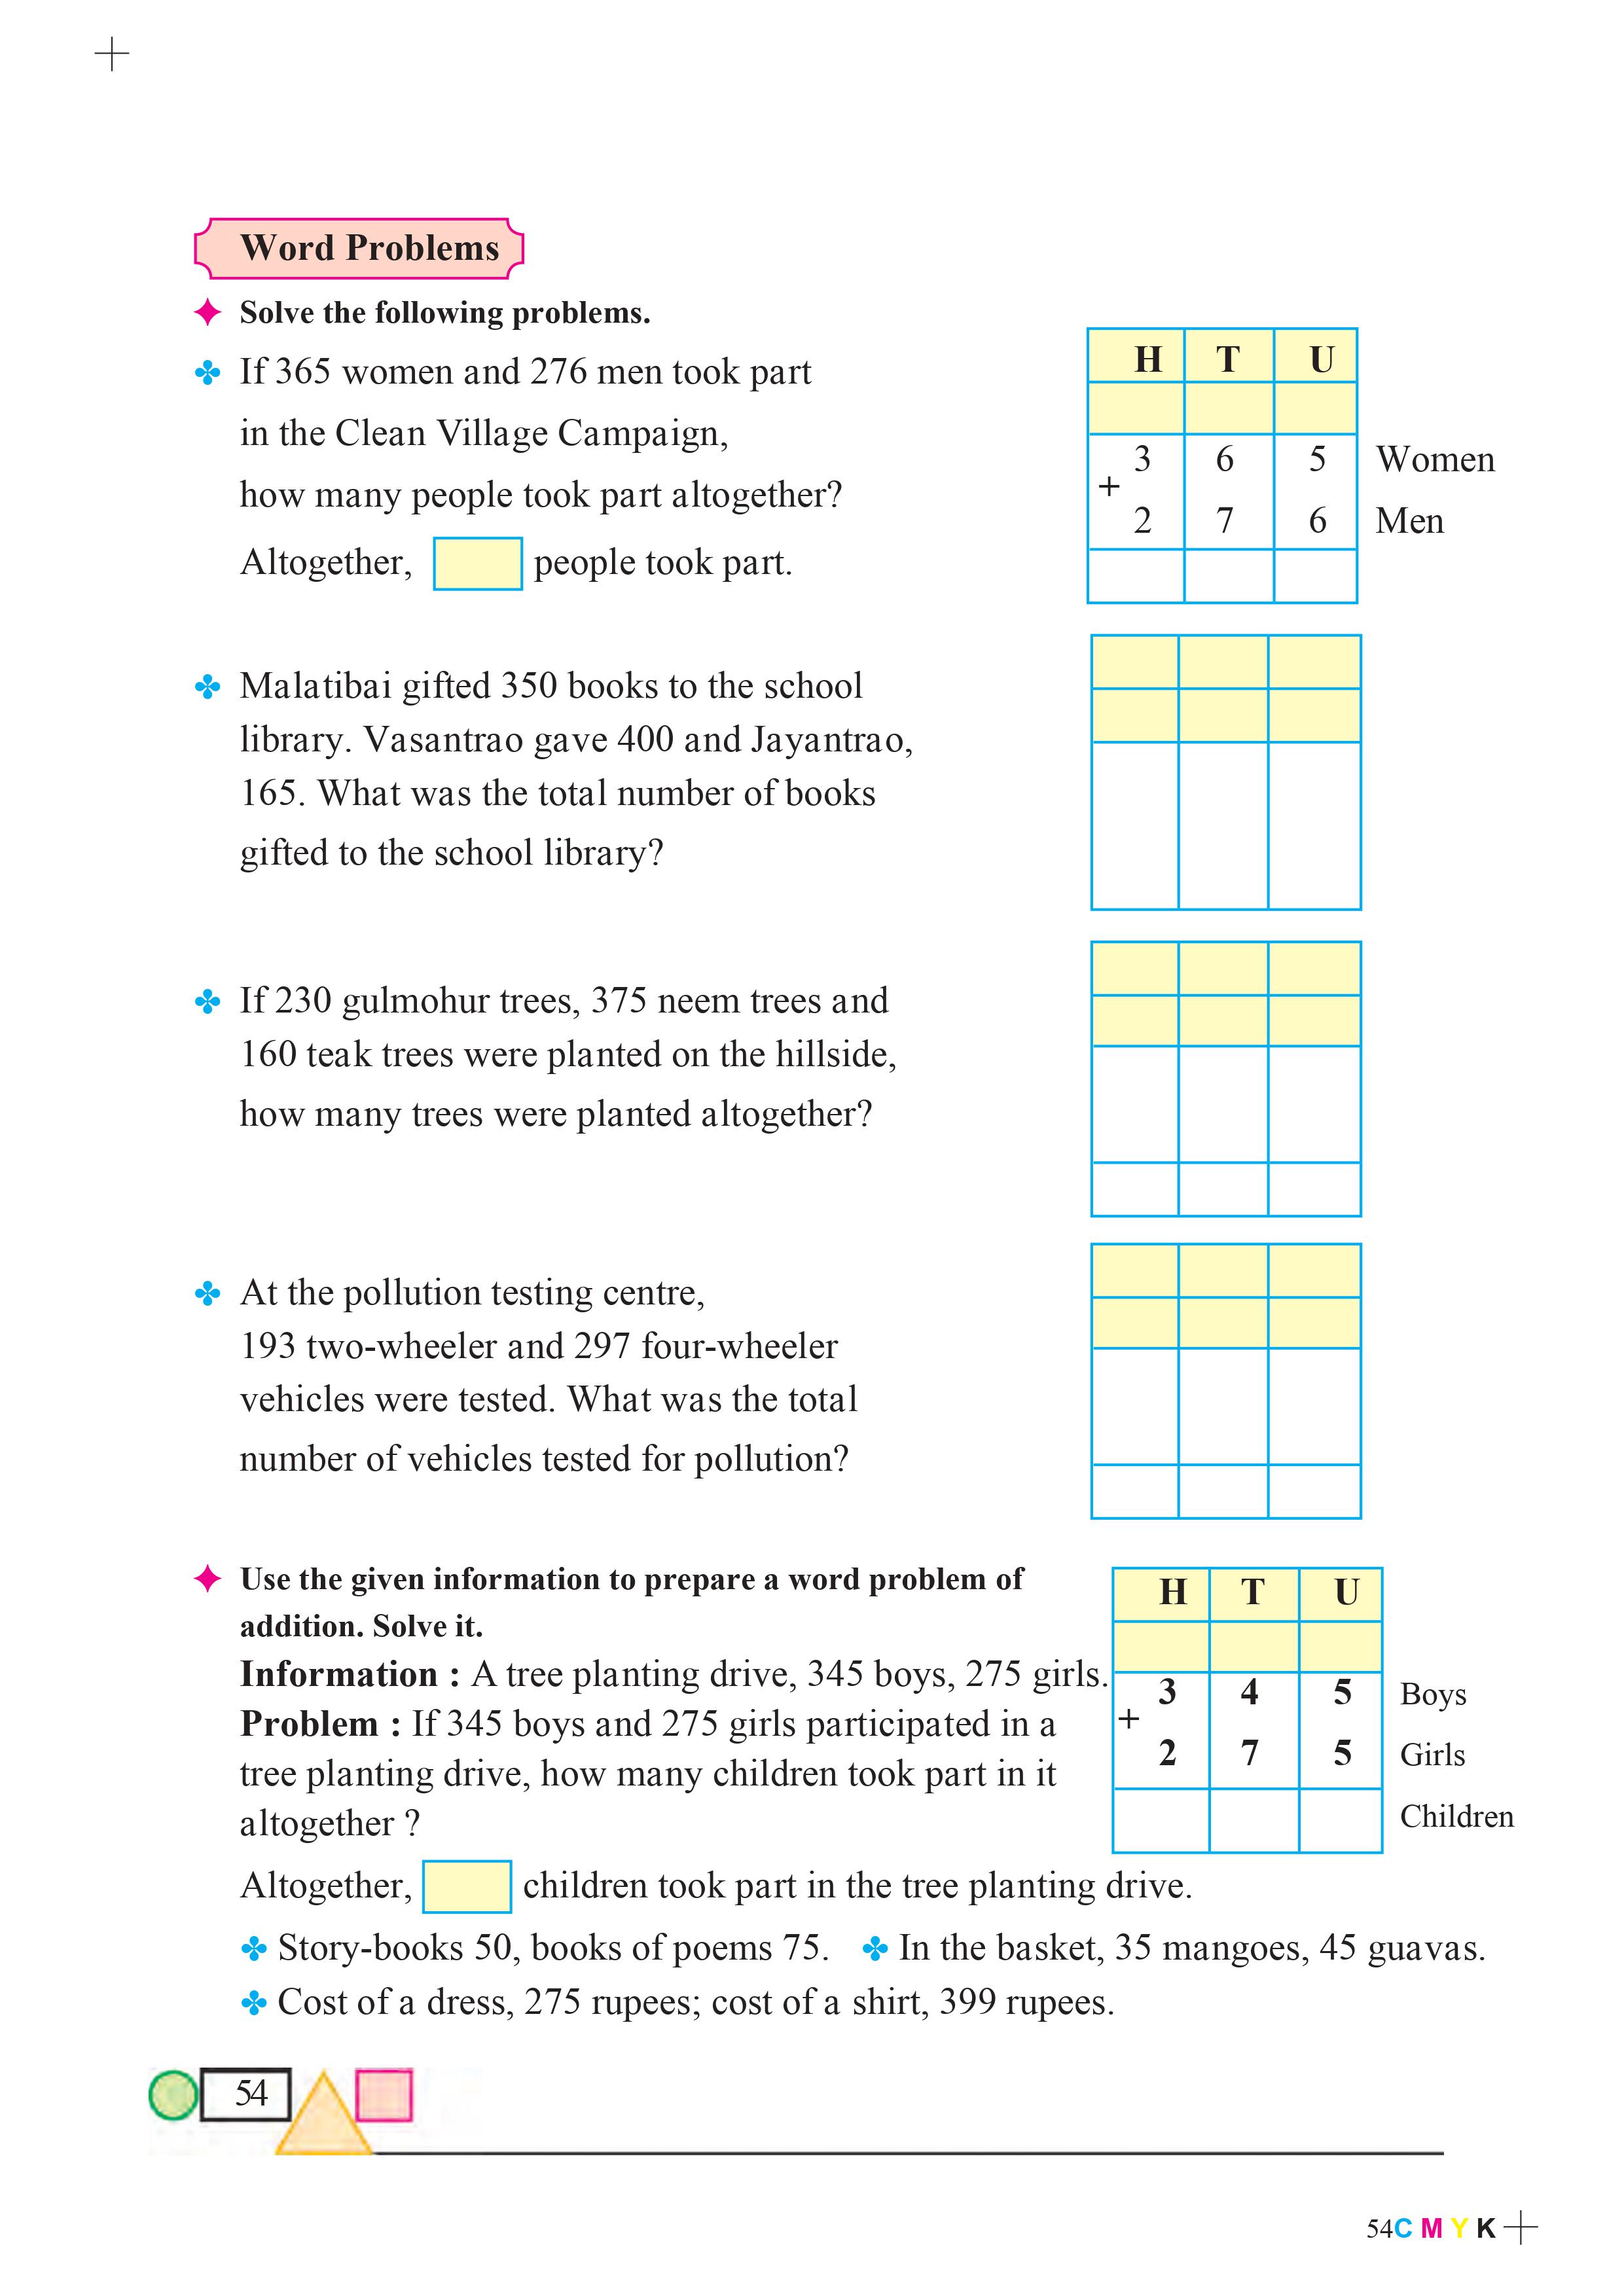 Word Problems
Solve the following problems.
If 365 women and 276 men took part
in the Clean Village Campaign,
how many people took part altogether?
Altogether, people took part.
H T U
3 6 5 Women
+
2 7 6 Men
Malatibai gifted 350 books to the school
library. Vasantrao gave 400 and Jayantrao,
165. What was the total number of books
gifted to the school library?
If 230 gulmohur trees, 375 neem trees and
160 teak trees were planted on the hillside,
how many trees were planted altogether?
At the pollution testing centre,
193 two-wheeler and 297 four-wheeler
vehicles were tested. What was the total
number of vehicles tested for pollution?
Use the given information to prepare a word problem of
addition. Solve it.
Information : A tree planting drive, 345 boys, 275 girls.
Problem : If 345 boys and 275 girls participated in a
tree planting drive, how many children took part in it
altogether ?
H T U
3 4 5 Boys
+
2 7 5 Girls
Children
Altogether, children took part in the tree planting drive.
Story-books 50, books of poems 75. In the basket, 35 mangoes, 45 guavas.
Cost of a dress, 275 rupees; cost of a shirt, 399 rupees.
54
54CMYK